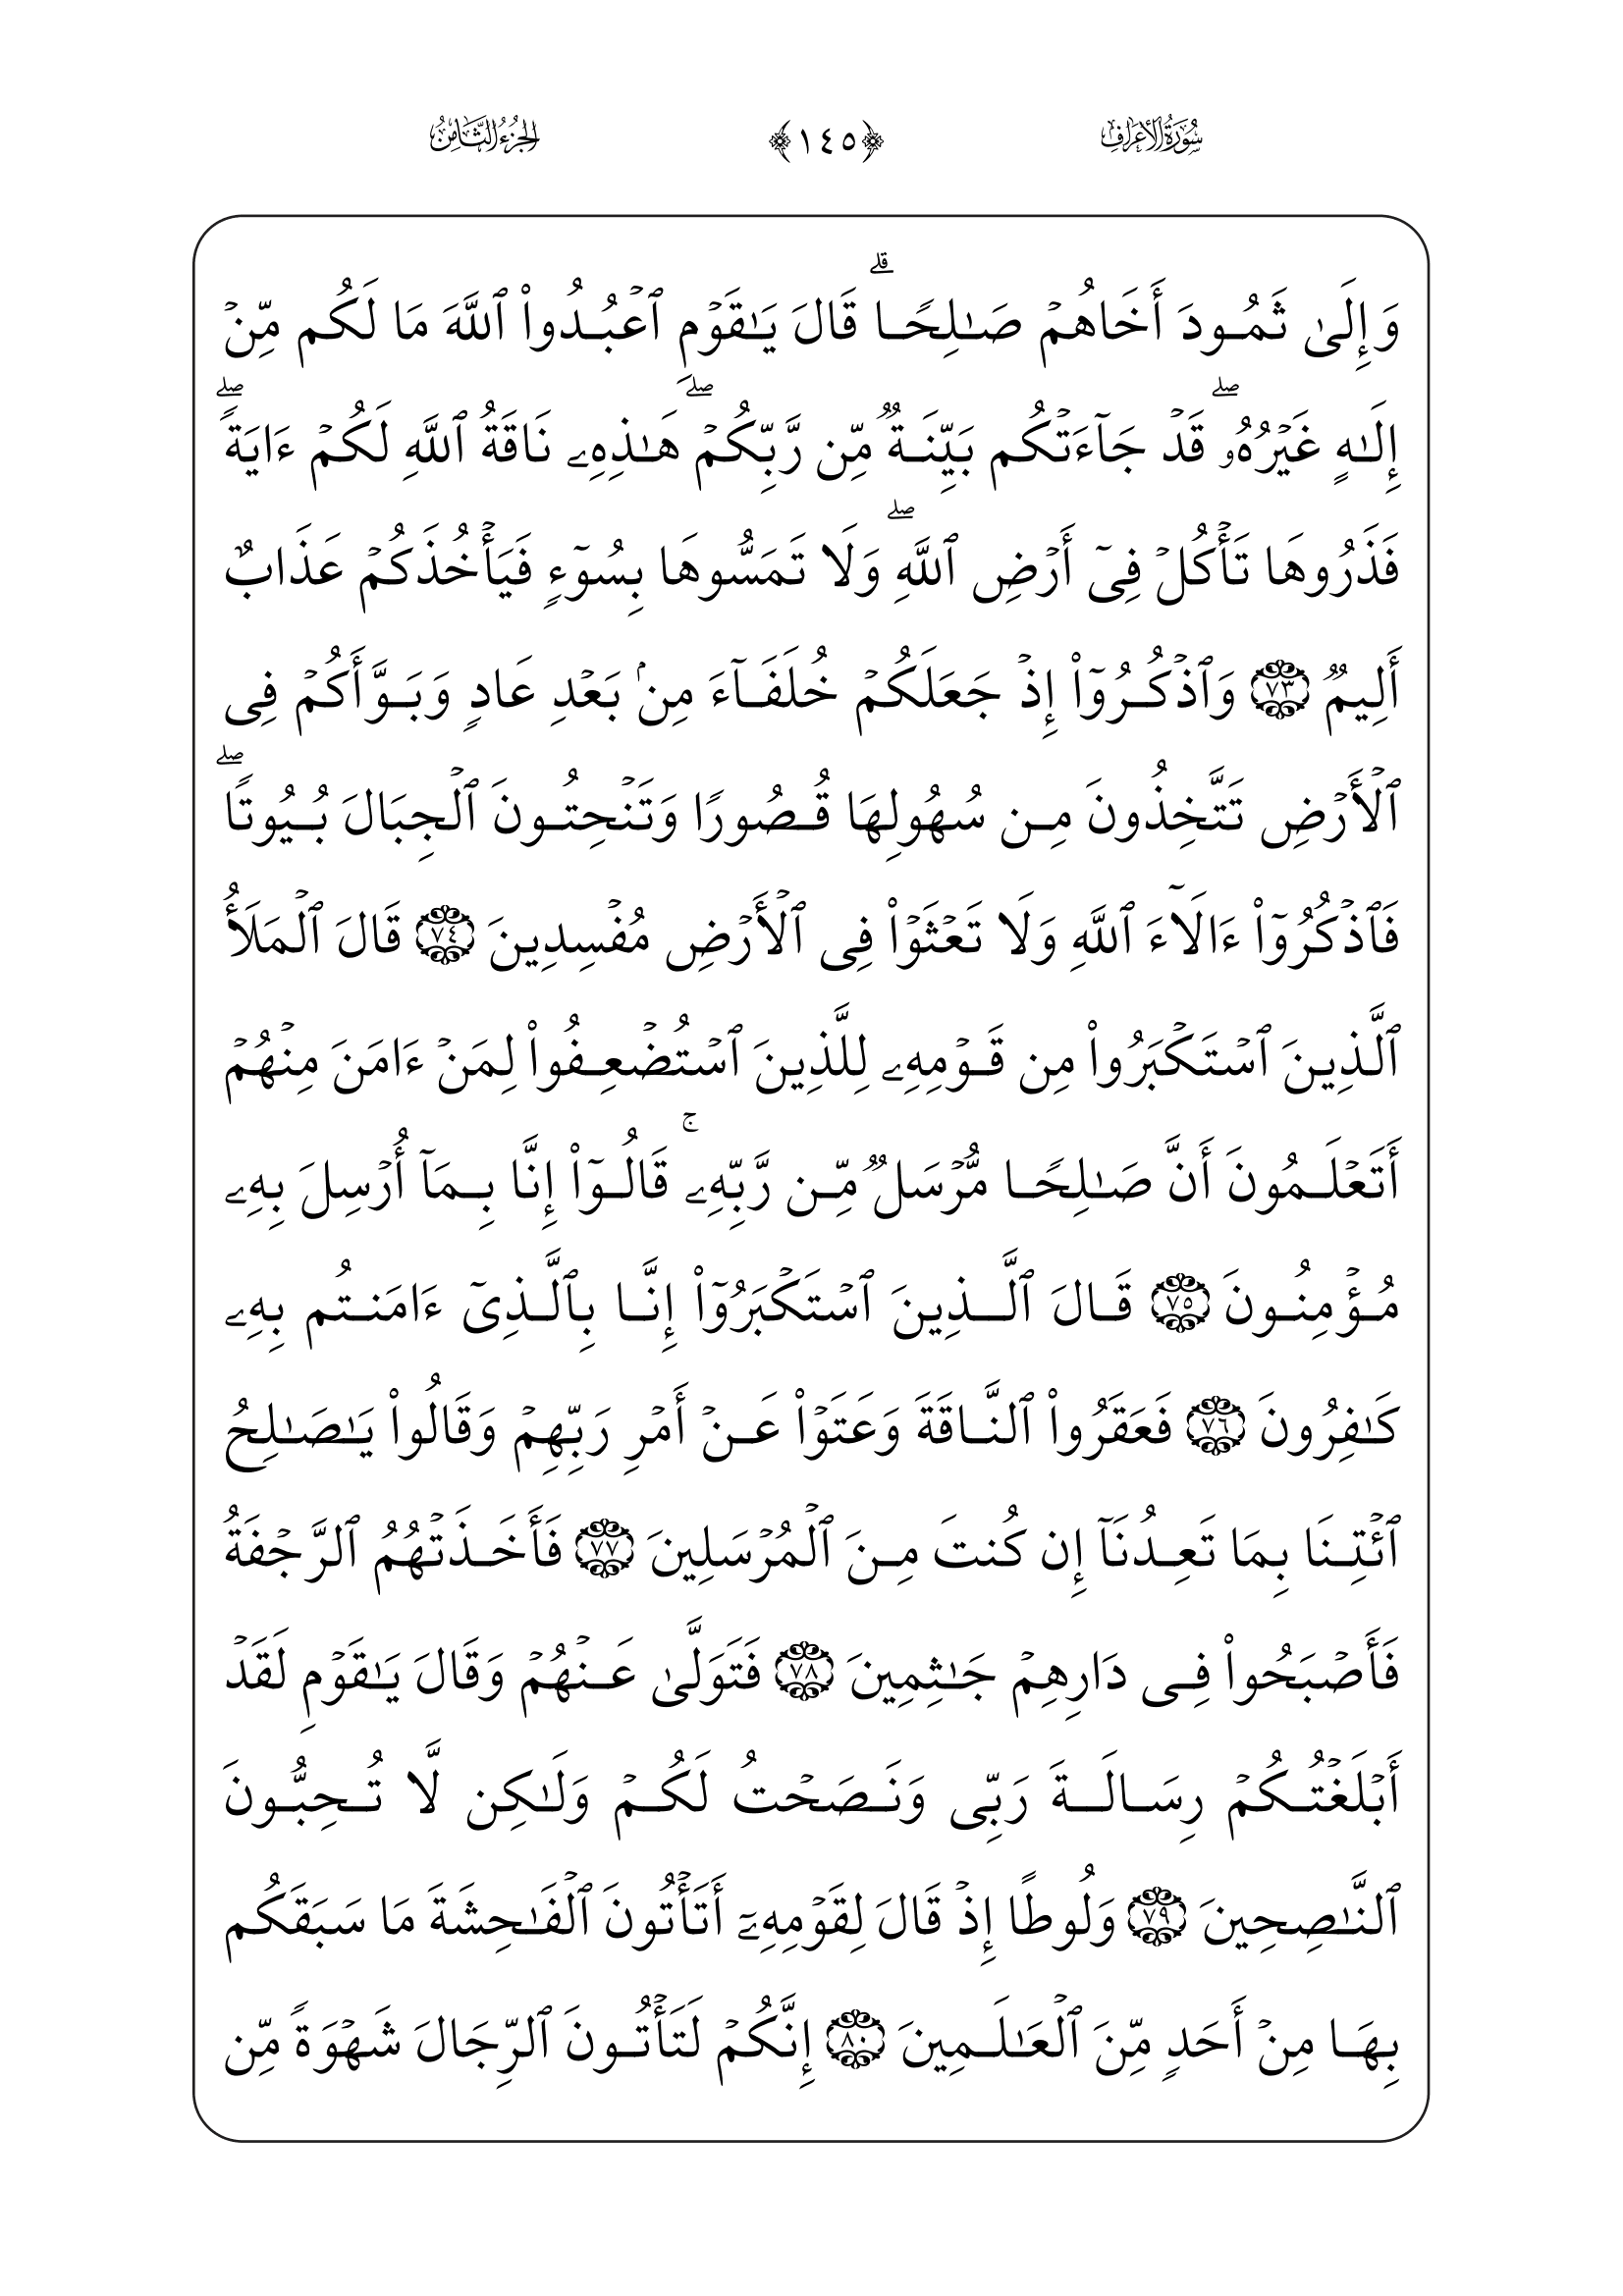 سُورَةُ الأَعْرَافِ ﴿١٤٥﴾ الجُزْءُ الثَّامِنُ
وَإِلَىٰ ثَمُودَ أَخَاهُمۡ صَٰلِحٗاۚ قَالَ يَٰقَوۡمِ ٱعۡبُدُواْ ٱللَّهَ مَا لَكُم مِّنۡ
إِلَٰهٍ غَيۡرُهُۥۖ قَدۡ جَآءَتۡكُم بَيِّنَةٞ مِّن رَّبِّكُمۡۖ هَٰذِهِۦ نَاقَةُ ٱللَّهِ لَكُمۡ ءَايَةٗۖ
فَذَرُوهَا تَأۡكُلۡ فِيٓ أَرۡضِ ٱللَّهِۖ وَلَا تَمَسُّوهَا بِسُوٓءٖ فَيَأۡخُذَكُمۡ عَذَابٌ
أَلِيمٞ ٧٣ وَٱذۡكُرُوٓاْ إِذۡ جَعَلَكُمۡ خُلَفَآءَ مِنۢ بَعۡدِ عَادٖ وَبَوَّأَكُمۡ فِي
ٱلۡأَرۡضِ تَتَّخِذُونَ مِن سُهُولِهَا قُصُورٗا وَتَنۡحِتُونَ ٱلۡجِبَالَ بُيُوتٗاۖ
فَٱذۡكُرُوٓاْ ءَالَآءَ ٱللَّهِ وَلَا تَعۡثَوۡاْ فِي ٱلۡأَرۡضِ مُفۡسِدِينَ ٧٤ قَالَ ٱلۡمَلَأُ
ٱلَّذِينَ ٱسۡتَكۡبَرُواْ مِن قَوۡمِهِۦ لِلَّذِينَ ٱسۡتُضۡعِفُواْ لِمَنۡ ءَامَنَ مِنۡهُمۡ
أَتَعۡلَمُونَ أَنَّ صَٰلِحٗا مُّرۡسَلٞ مِّن رَّبِّهِۦۚ قَالُوٓاْ إِنَّا بِمَآ أُرۡسِلَ بِهِۦ
مُؤۡمِنُونَ ٧٥ قَالَ ٱلَّذِينَ ٱسۡتَكۡبَرُوٓاْ إِنَّا بِٱلَّذِيٓ ءَامَنتُم بِهِۦ
كَٰفِرُونَ ٧٦ فَعَقَرُواْ ٱلنَّاقَةَ وَعَتَوۡاْ عَنۡ أَمۡرِ رَبِّهِمۡ وَقَالُواْ يَٰصَٰلِحُ
ٱئۡتِنَا بِمَا تَعِدُنَآ إِن كُنتَ مِنَ ٱلۡمُرۡسَلِينَ ٧٧ فَأَخَذَتۡهُمُ ٱلرَّجۡفَةُ
فَأَصۡبَحُواْ فِي دَارِهِمۡ جَٰثِمِينَ ٧٨ فَتَوَلَّىٰ عَنۡهُمۡ وَقَالَ يَٰقَوۡمِ لَقَدۡ
أَبۡلَغۡتُكُمۡ رِسَالَةَ رَبِّي وَنَصَحۡتُ لَكُمۡ وَلَٰكِن لَّا تُحِبُّونَ
ٱلنَّٰصِحِينَ ٧٩ وَلُوطًا إِذۡ قَالَ لِقَوۡمِهِۦٓ أَتَأۡتُونَ ٱلۡفَٰحِشَةَ مَا سَبَقَكُم
بِهَا مِنۡ أَحَدٖ مِّنَ ٱلۡعَٰلَمِينَ ٨٠ إِنَّكُمۡ لَتَأۡتُونَ ٱلرِّجَالَ شَهۡوَةٗ مِّن